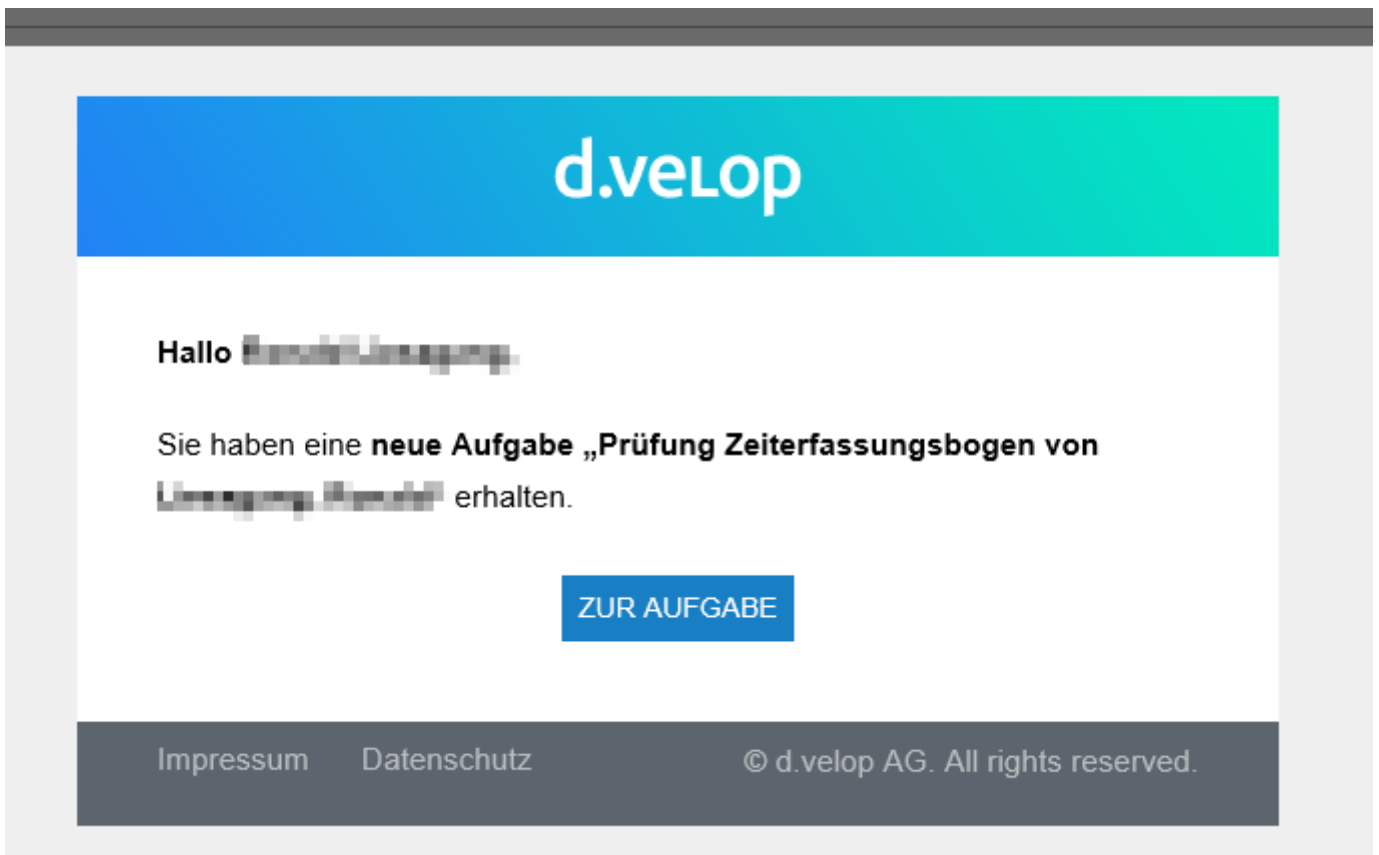 d.velop
Hallo
Sie haben eine neue Aufgabe „Prüfung Zeiterfassungsbogen von
erhalten.
ZUR AUFGABE
Impressum Datenschutz © d.velop AG. All rights reserved.